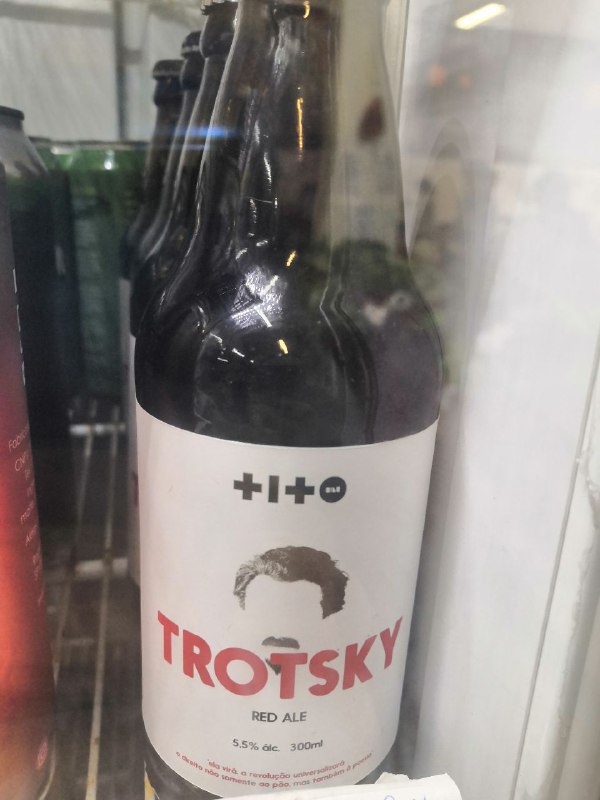 tito
TROTSKY
RED ALE
5.5% álc. 300ml
'ela virá, a revolução universalizará
o direito não somente ao pão, mas também à poesia'